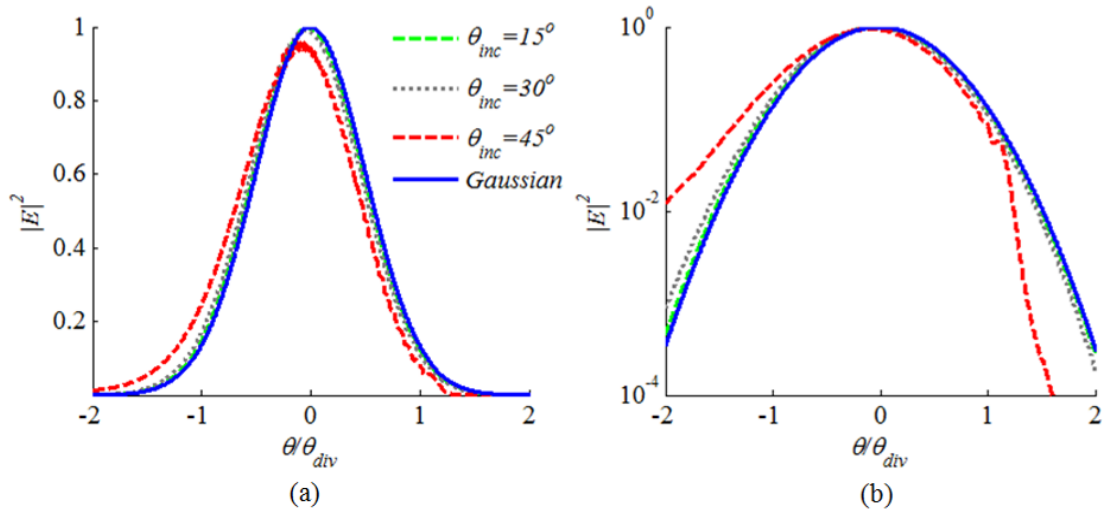 1
0.8
0.6
0.4
0.2
|E|²
-2 -1 0 1 2
θ/θdiv
(a)
θinc=15°
θinc=30°
θinc=45°
Gaussian
10⁰
10⁻²
10⁻⁴
|E|²
-2 -1 0 1 2
θ/θdiv
(b)